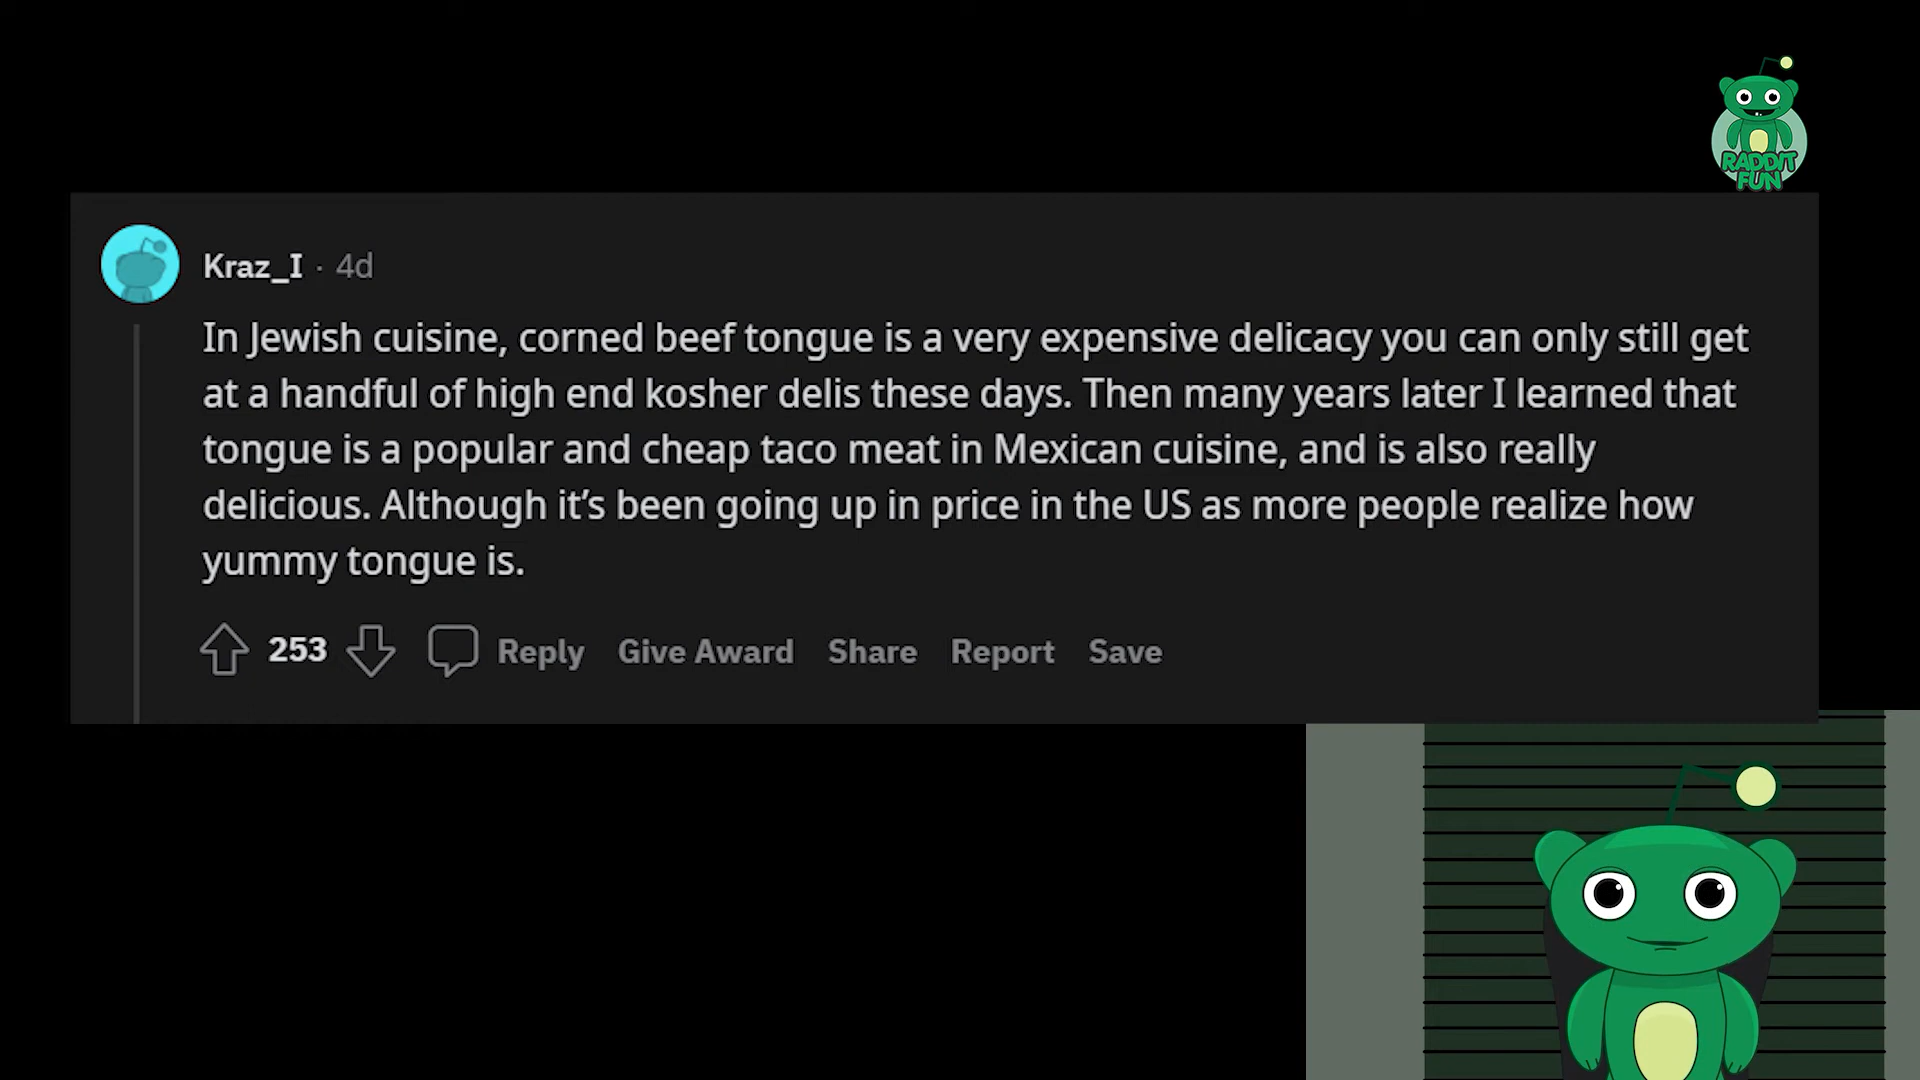 RADDIT
FUN
Kraz_I · 4d
In Jewish cuisine, corned beef tongue is a very expensive delicacy you can only still get
at a handful of high end kosher delis these days. Then many years later I learned that
tongue is a popular and cheap taco meat in Mexican cuisine, and is also really
delicious. Although it’s been going up in price in the US as more people realize how
yummy tongue is.
253 Reply Give Award Share Report Save